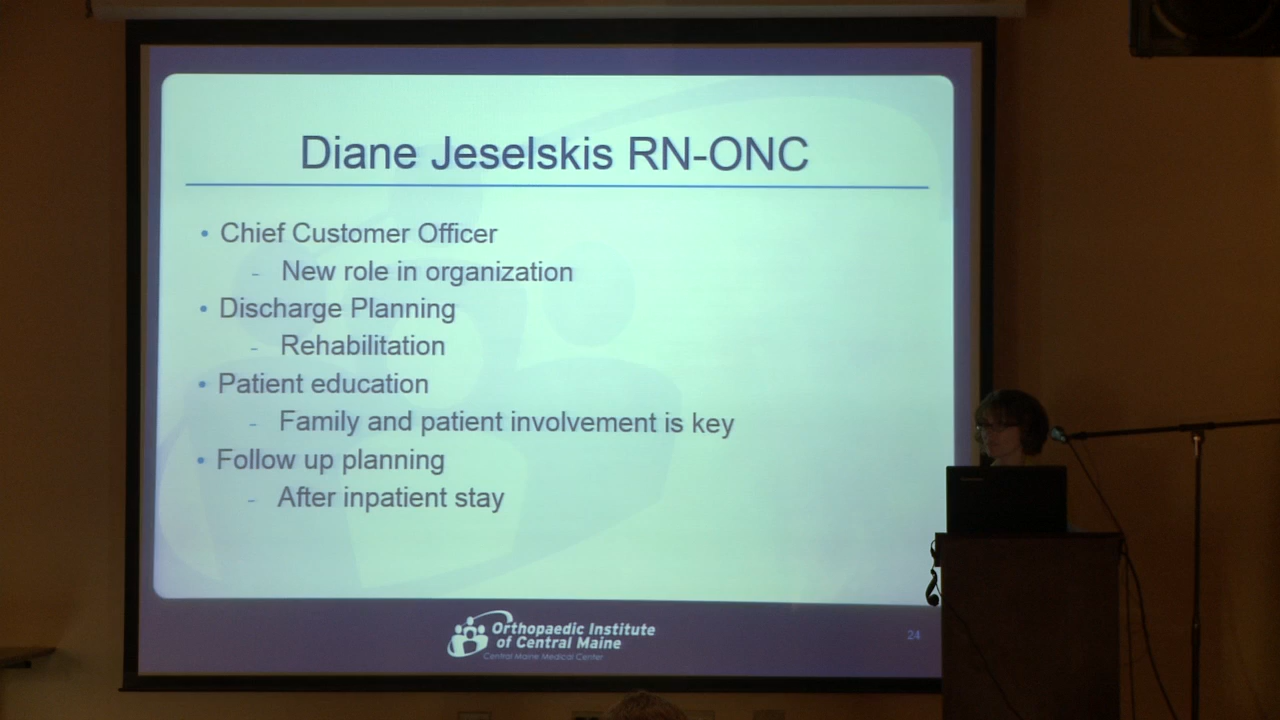 Diane Jeselskis RN-ONC
• Chief Customer Officer
- New role in organization
• Discharge Planning
- Rehabilitation
• Patient education
- Family and patient involvement is key
• Follow up planning
- After inpatient stay
Orthopaedic Institute
of Central Maine
Central Maine Medical Center
24